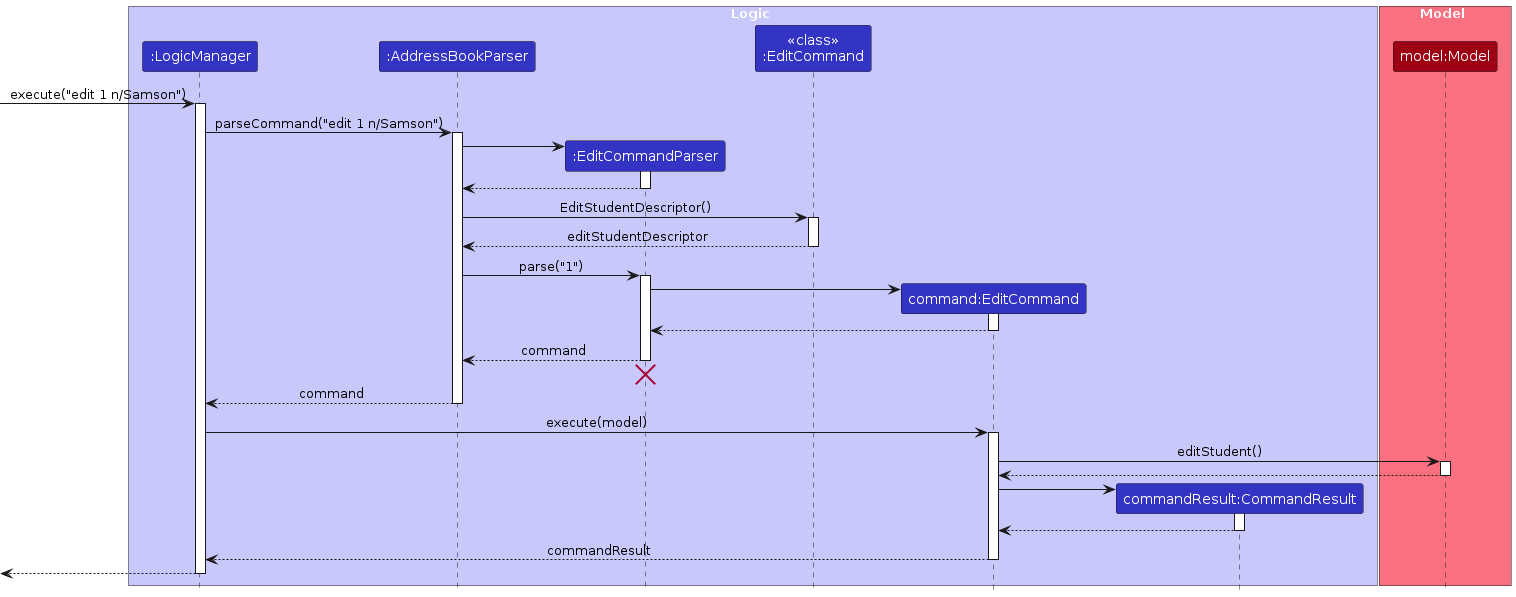 Logic
Model
«class»
:LogicManager
:AddressBookParser
:EditCommand
model:Model
execute("edit 1 n/Samson")
parseCommand("edit 1 n/Samson")
:EditCommandParser
EditStudentDescriptor()
editStudentDescriptor
parse("1")
command:EditCommand
command
command
execute(model)
editStudent()
commandResult:CommandResult
commandResult